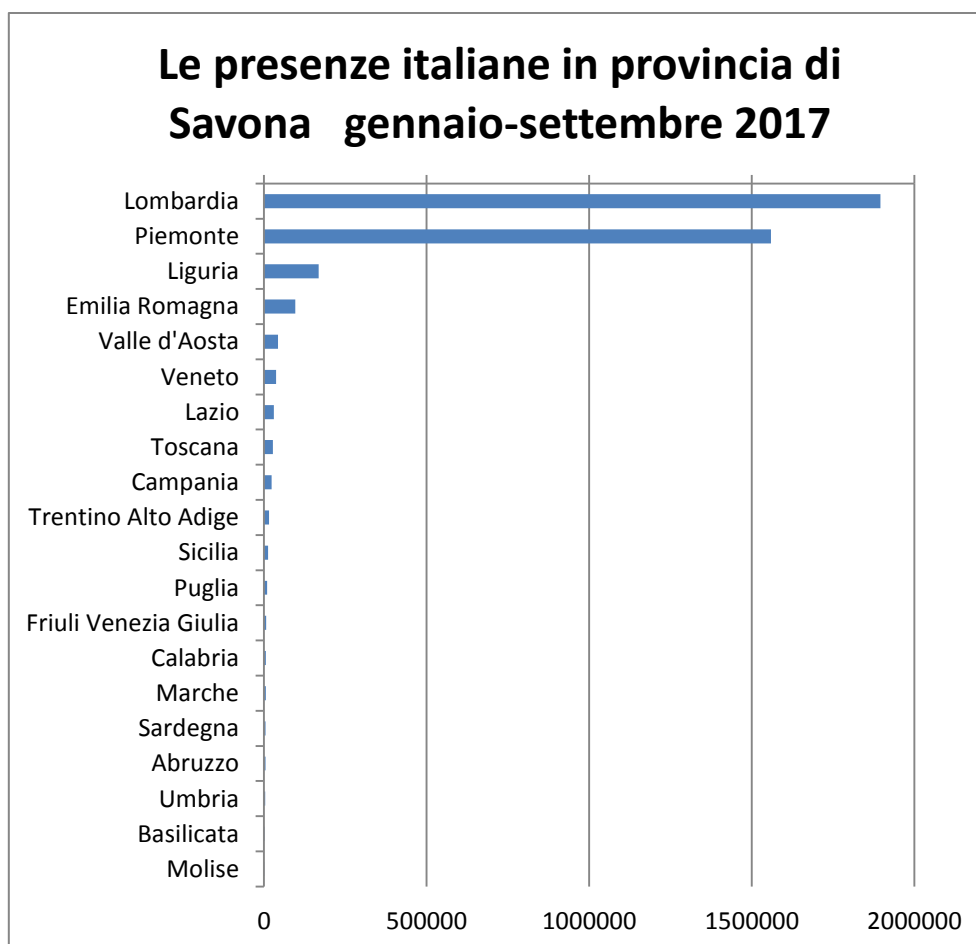 Le presenze italiane in provincia di
Savona gennaio-settembre 2017
Lombardia
Piemonte
Liguria
Emilia Romagna
Valle d'Aosta
Veneto
Lazio
Toscana
Campania
Trentino Alto Adige
Sicilia
Puglia
Friuli Venezia Giulia
Calabria
Marche
Sardegna
Abruzzo
Umbria
Basilicata
Molise
0 500000 1000000 1500000 2000000